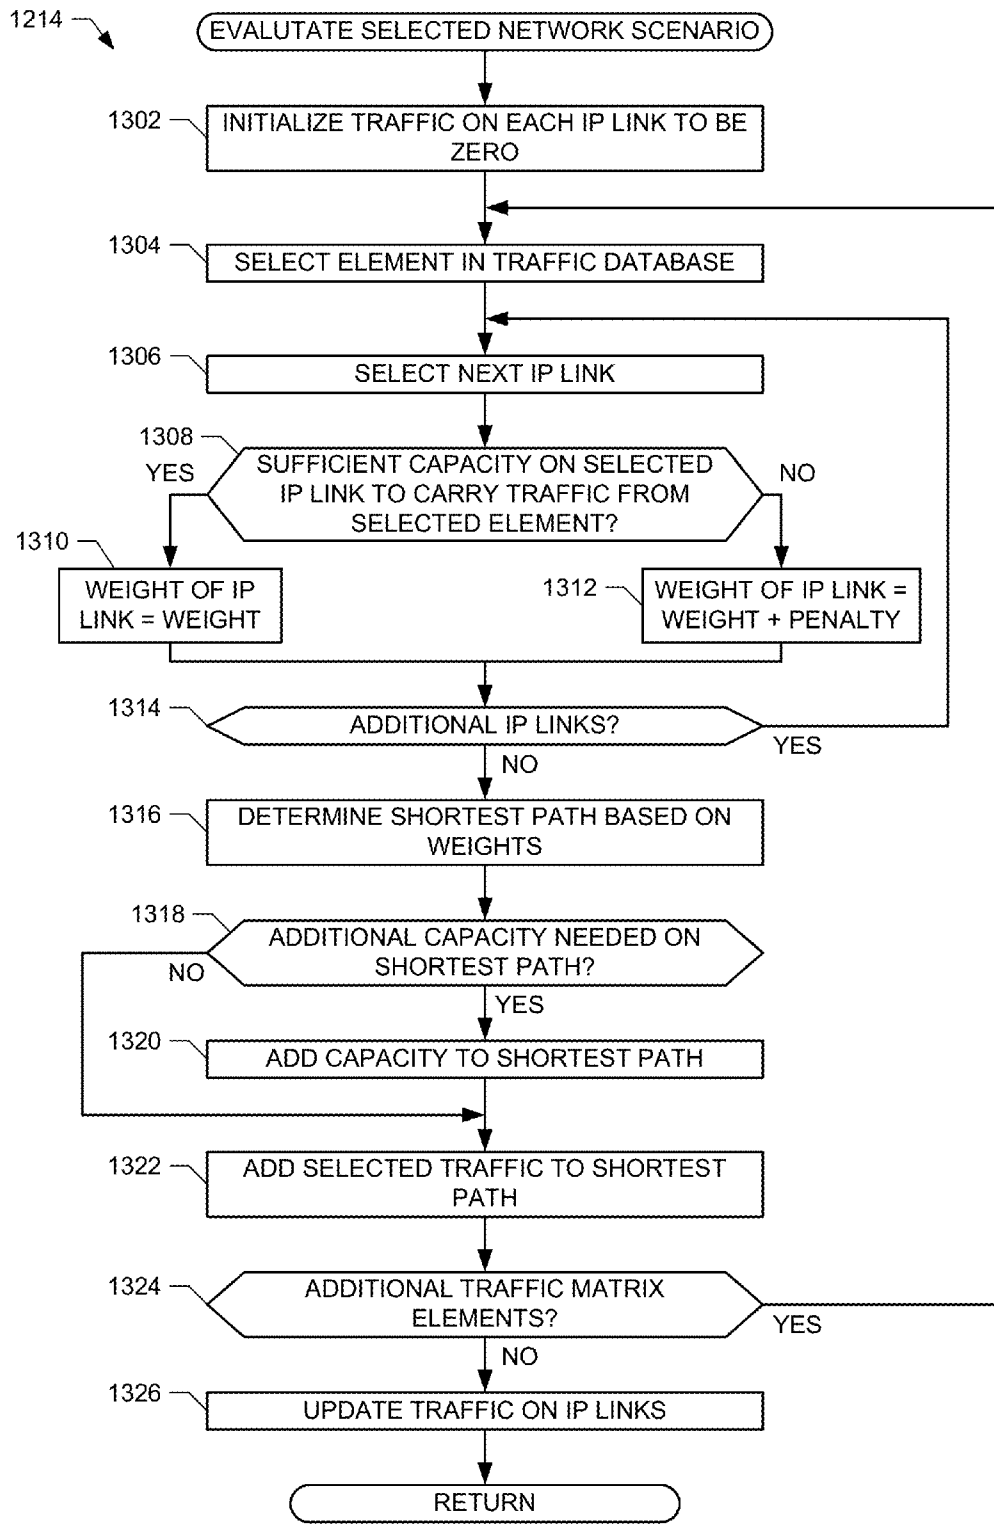 1214
EVALUTATE SELECTED NETWORK SCENARIO
1302
INITIALIZE TRAFFIC ON EACH IP LINK TO BE
ZERO
1304
SELECT ELEMENT IN TRAFFIC DATABASE
1306
SELECT NEXT IP LINK
1308
SUFFICIENT CAPACITY ON SELECTED
IP LINK TO CARRY TRAFFIC FROM
SELECTED ELEMENT?
YES
NO
1310
WEIGHT OF IP
LINK = WEIGHT
1312
WEIGHT OF IP LINK =
WEIGHT + PENALTY
1314
ADDITIONAL IP LINKS?
YES
NO
1316
DETERMINE SHORTEST PATH BASED ON
WEIGHTS
1318
ADDITIONAL CAPACITY NEEDED ON
SHORTEST PATH?
NO
YES
1320
ADD CAPACITY TO SHORTEST PATH
1322
ADD SELECTED TRAFFIC TO SHORTEST
PATH
1324
ADDITIONAL TRAFFIC MATRIX
ELEMENTS?
YES
NO
1326
UPDATE TRAFFIC ON IP LINKS
RETURN